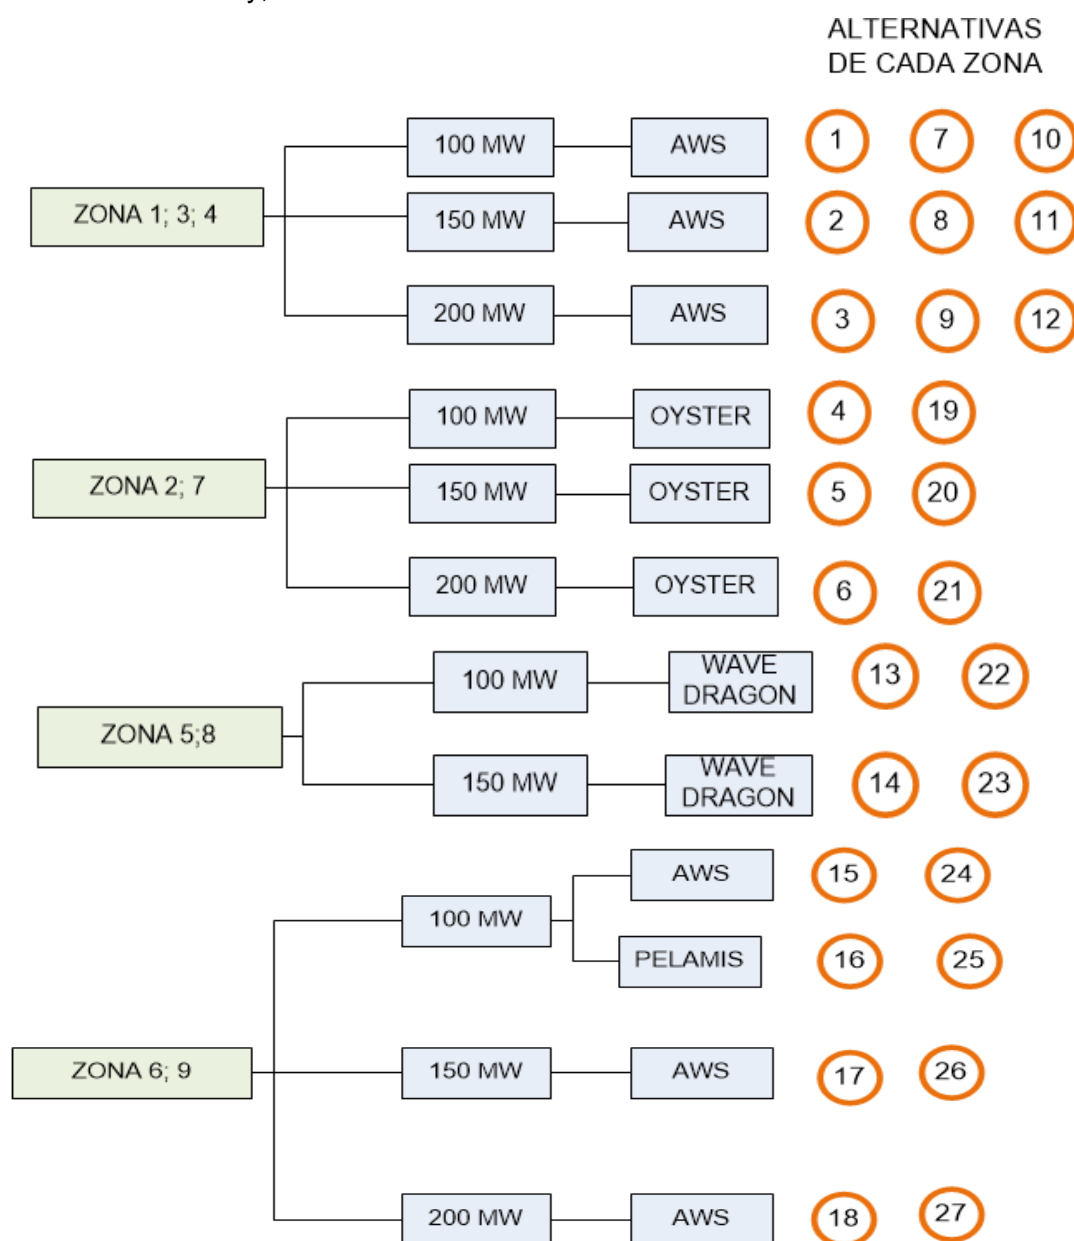 ALTERNATIVAS
DE CADA ZONA
100 MW
AWS
1
7
10
ZONA 1; 3; 4
150 MW
AWS
2
8
11
200 MW
AWS
3
9
12
100 MW
OYSTER
4
19
ZONA 2; 7
150 MW
OYSTER
5
20
200 MW
OYSTER
6
21
100 MW
WAVE
DRAGON
13
22
ZONA 5;8
150 MW
WAVE
DRAGON
14
23
100 MW
AWS
15
24
PELAMIS
16
25
ZONA 6; 9
150 MW
AWS
17
26
200 MW
AWS
18
27